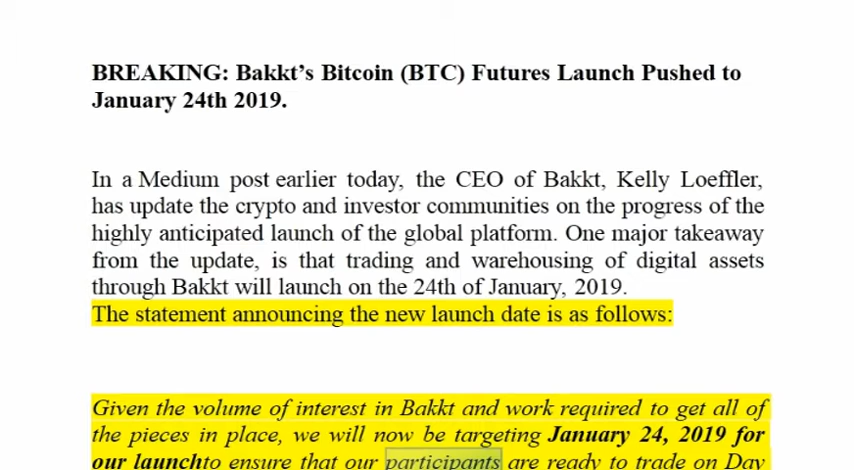 BREAKING: Bakkt’s Bitcoin (BTC) Futures Launch Pushed to
January 24th 2019.
In a Medium post earlier today, the CEO of Bakkt, Kelly Loeffler,
has update the crypto and investor communities on the progress of the
highly anticipated launch of the global platform. One major takeaway
from the update, is that trading and warehousing of digital assets
through Bakkt will launch on the 24th of January, 2019.
The statement announcing the new launch date is as follows:
Given the volume of interest in Bakkt and work required to get all of
the pieces in place, we will now be targeting January 24, 2019 for
our launchto ensure that our participants are ready to trade on Day